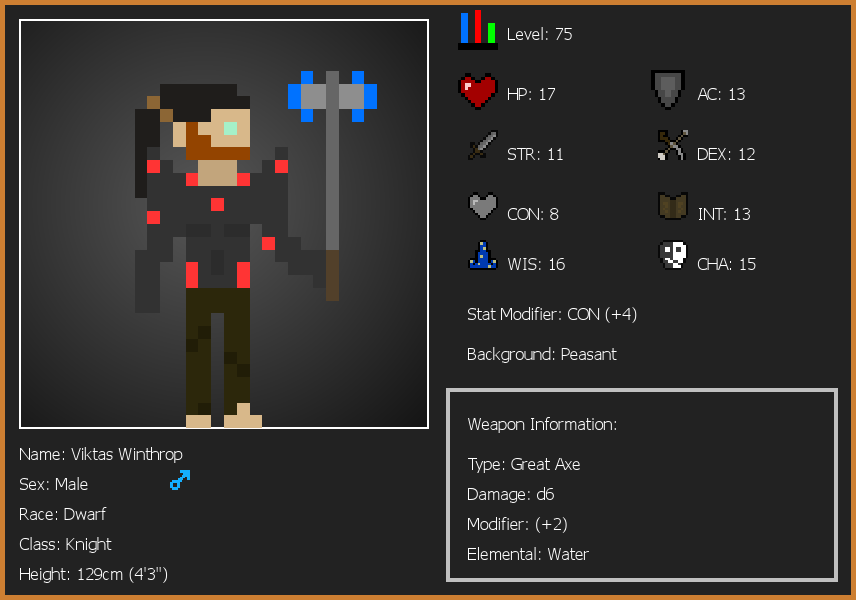 Level: 75
HP: 17
AC: 13
STR: 11
DEX: 12
CON: 8
INT: 13
WIS: 16
CHA: 15
Stat Modifier: CON (+4)
Background: Peasant
Weapon Information:
Type: Great Axe
Damage: d6
Modifier: (+2)
Elemental: Water
Name: Viktas Winthrop
Sex: Male
Race: Dwarf
Class: Knight
Height: 129cm (4'3")